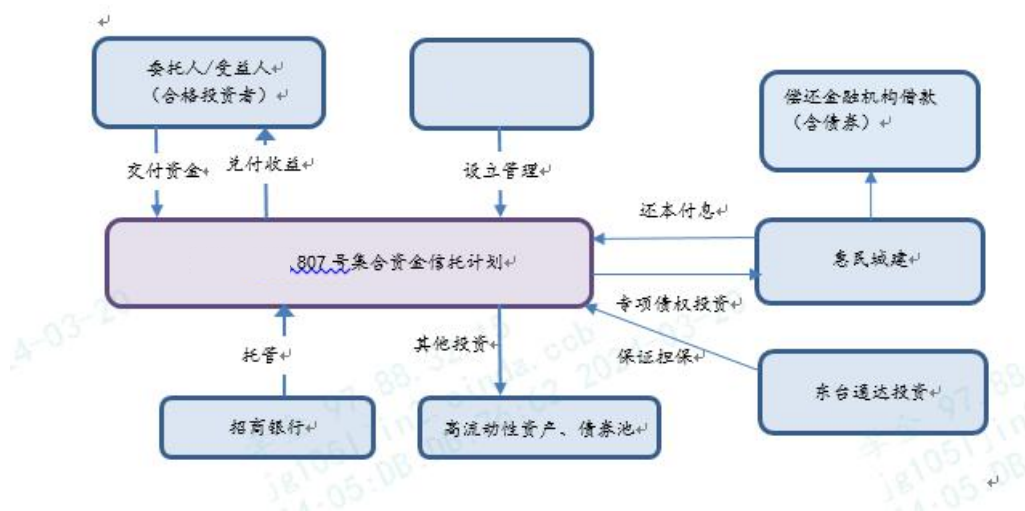 委托人/受益人
（合格投资者）
偿还金融机构借款
（含债券）
交付资金
兑付收益
设立管理
还本付息
807 号集合资金信托计划
惠民城建
专项债权投资
其他投资
保证担保
托管
东台通达投资
招商银行
高流动性资产、债券池